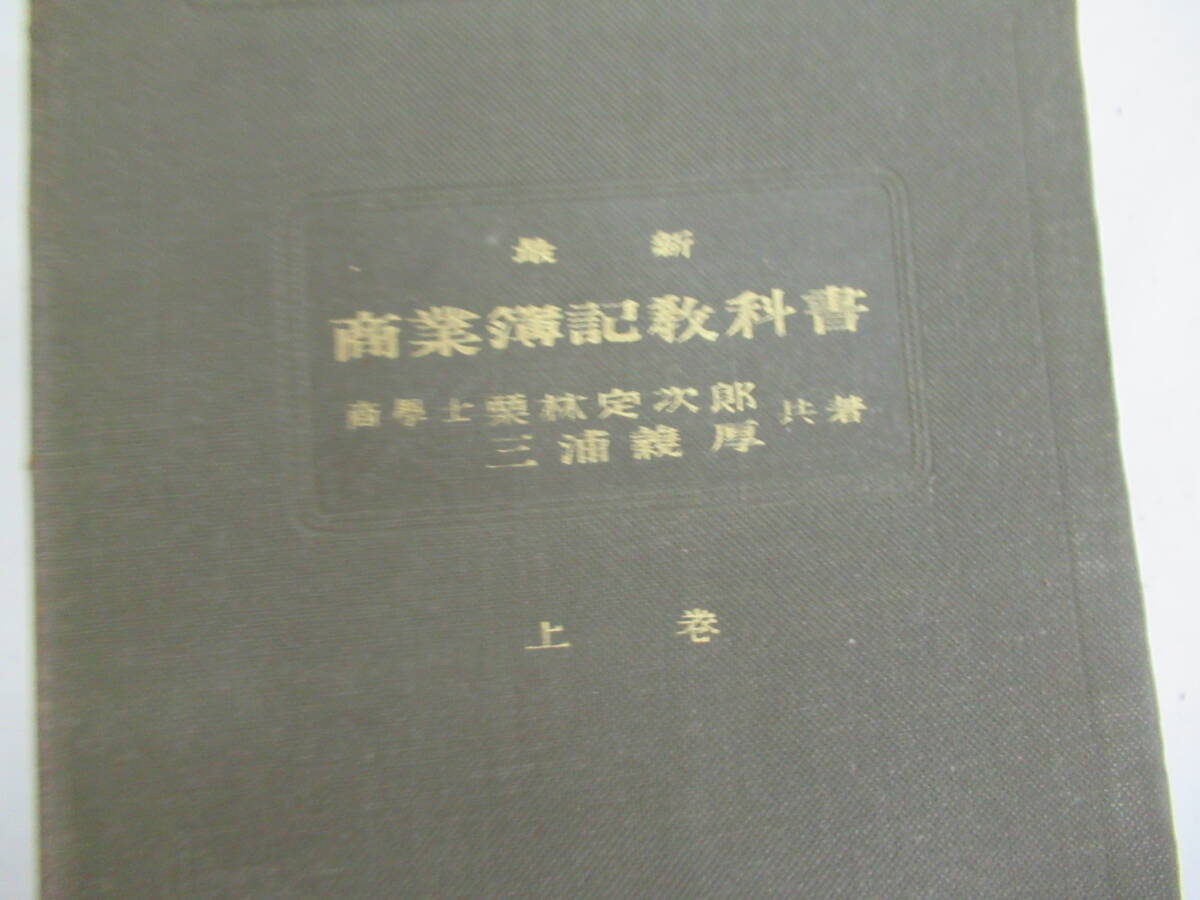 最新
商業簿記教科書
商學士 栗林定次郎 共著
三浦義厚
上卷